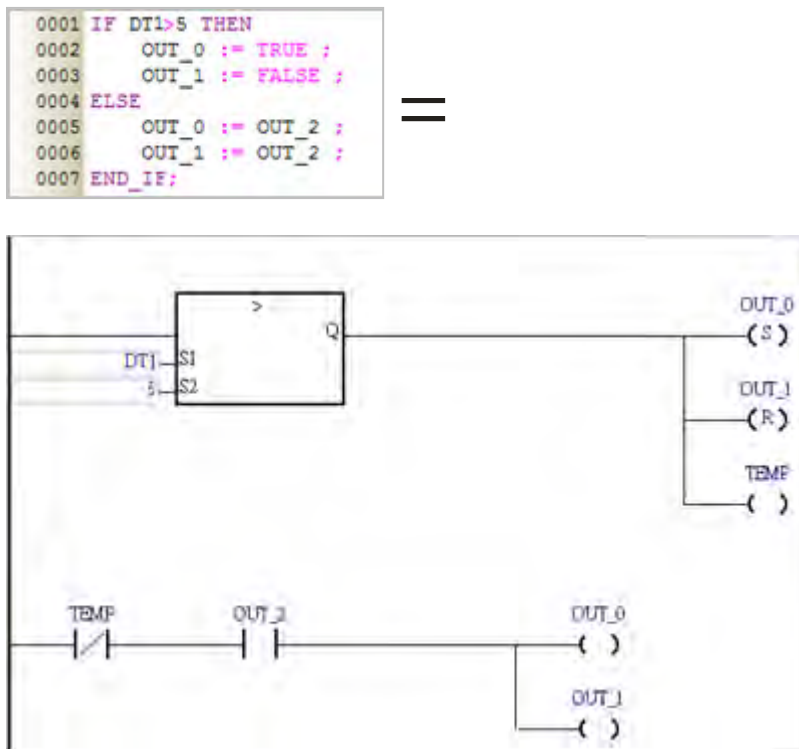 0001 IF DT1>5 THEN
0002 OUT_0 := TRUE ;
0003 OUT_1 := FALSE ;
0004 ELSE
0005 OUT_0 := OUT_2 ;
0006 OUT_1 := OUT_2 ;
0007 END_IF;
=
>
Q
OUT_0
(S)
DT1 S1
5 S2
OUT_1
(R)
TEMP
( )
TEMP OUT_2 OUT_0
( )
OUT_1
( )